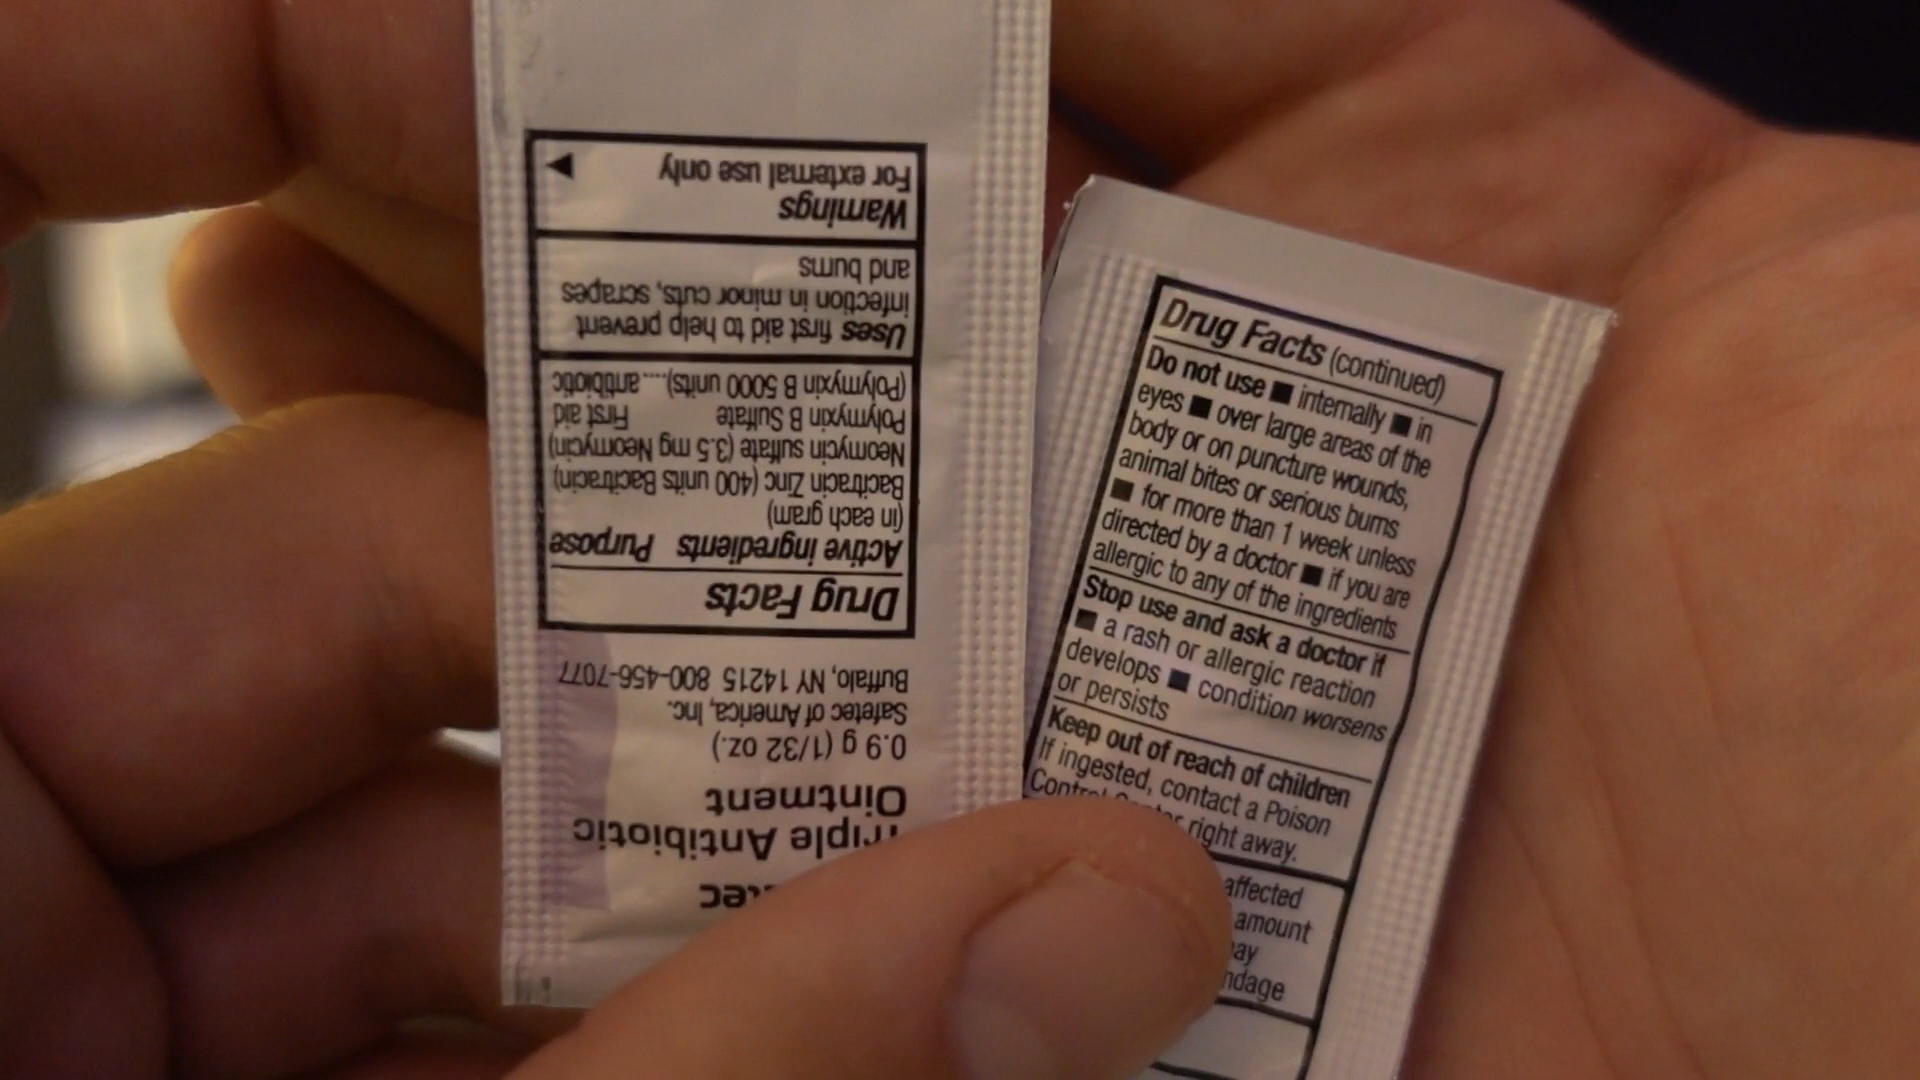 Triple Antibiotic
Ointment
0.9 g (1/32 oz.)
Safetec of America, Inc.
Buffalo, NY 14215 800-456-7077
Drug Facts
Active ingredients Purpose
(in each gram)
Bacitracin Zinc (400 units Bacitracin)
Neomycin sulfate (3.5 mg Neomycin)
Polymyxin B Sulfate First aid
(Polymyxin B 5000 units).... antibiotic
Uses first aid to help prevent
infection in minor cuts, scrapes
and burns
Warnings
For external use only
Drug Facts (continued)
Do not use ■ internally ■ in
eyes ■ over large areas of the
body or on puncture wounds,
animal bites or serious burns
■ for more than 1 week unless
directed by a doctor ■ if you are
allergic to any of the ingredients
Stop use and ask a doctor if
■ a rash or allergic reaction
develops ■ condition worsens
or persists
Keep out of reach of children
If ingested, contact a Poison
Control Center right away.
affected
amount